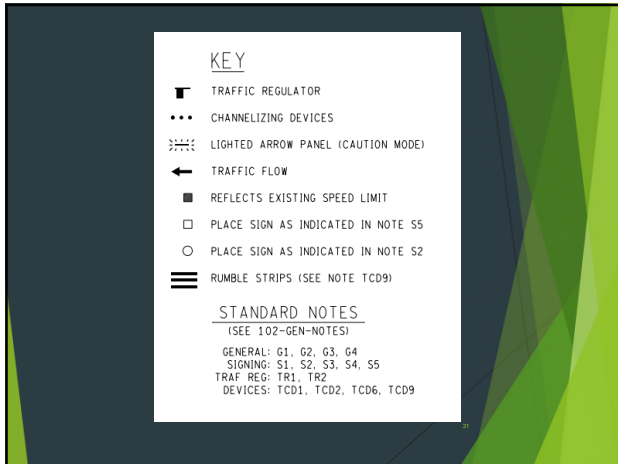 KEY
TRAFFIC REGULATOR
CHANNELIZING DEVICES
LIGHTED ARROW PANEL (CAUTION MODE)
TRAFFIC FLOW
REFLECTS EXISTING SPEED LIMIT
PLACE SIGN AS INDICATED IN NOTE S5
PLACE SIGN AS INDICATED IN NOTE S2
RUMBLE STRIPS (SEE NOTE TCD9)
STANDARD NOTES
(SEE 102-GEN-NOTES)
GENERAL: G1, G2, G3, G4
SIGNING: S1, S2, S3, S4, S5
TRAF REG: TR1, TR2
DEVICES: TCD1, TCD2, TCD6, TCD9
21